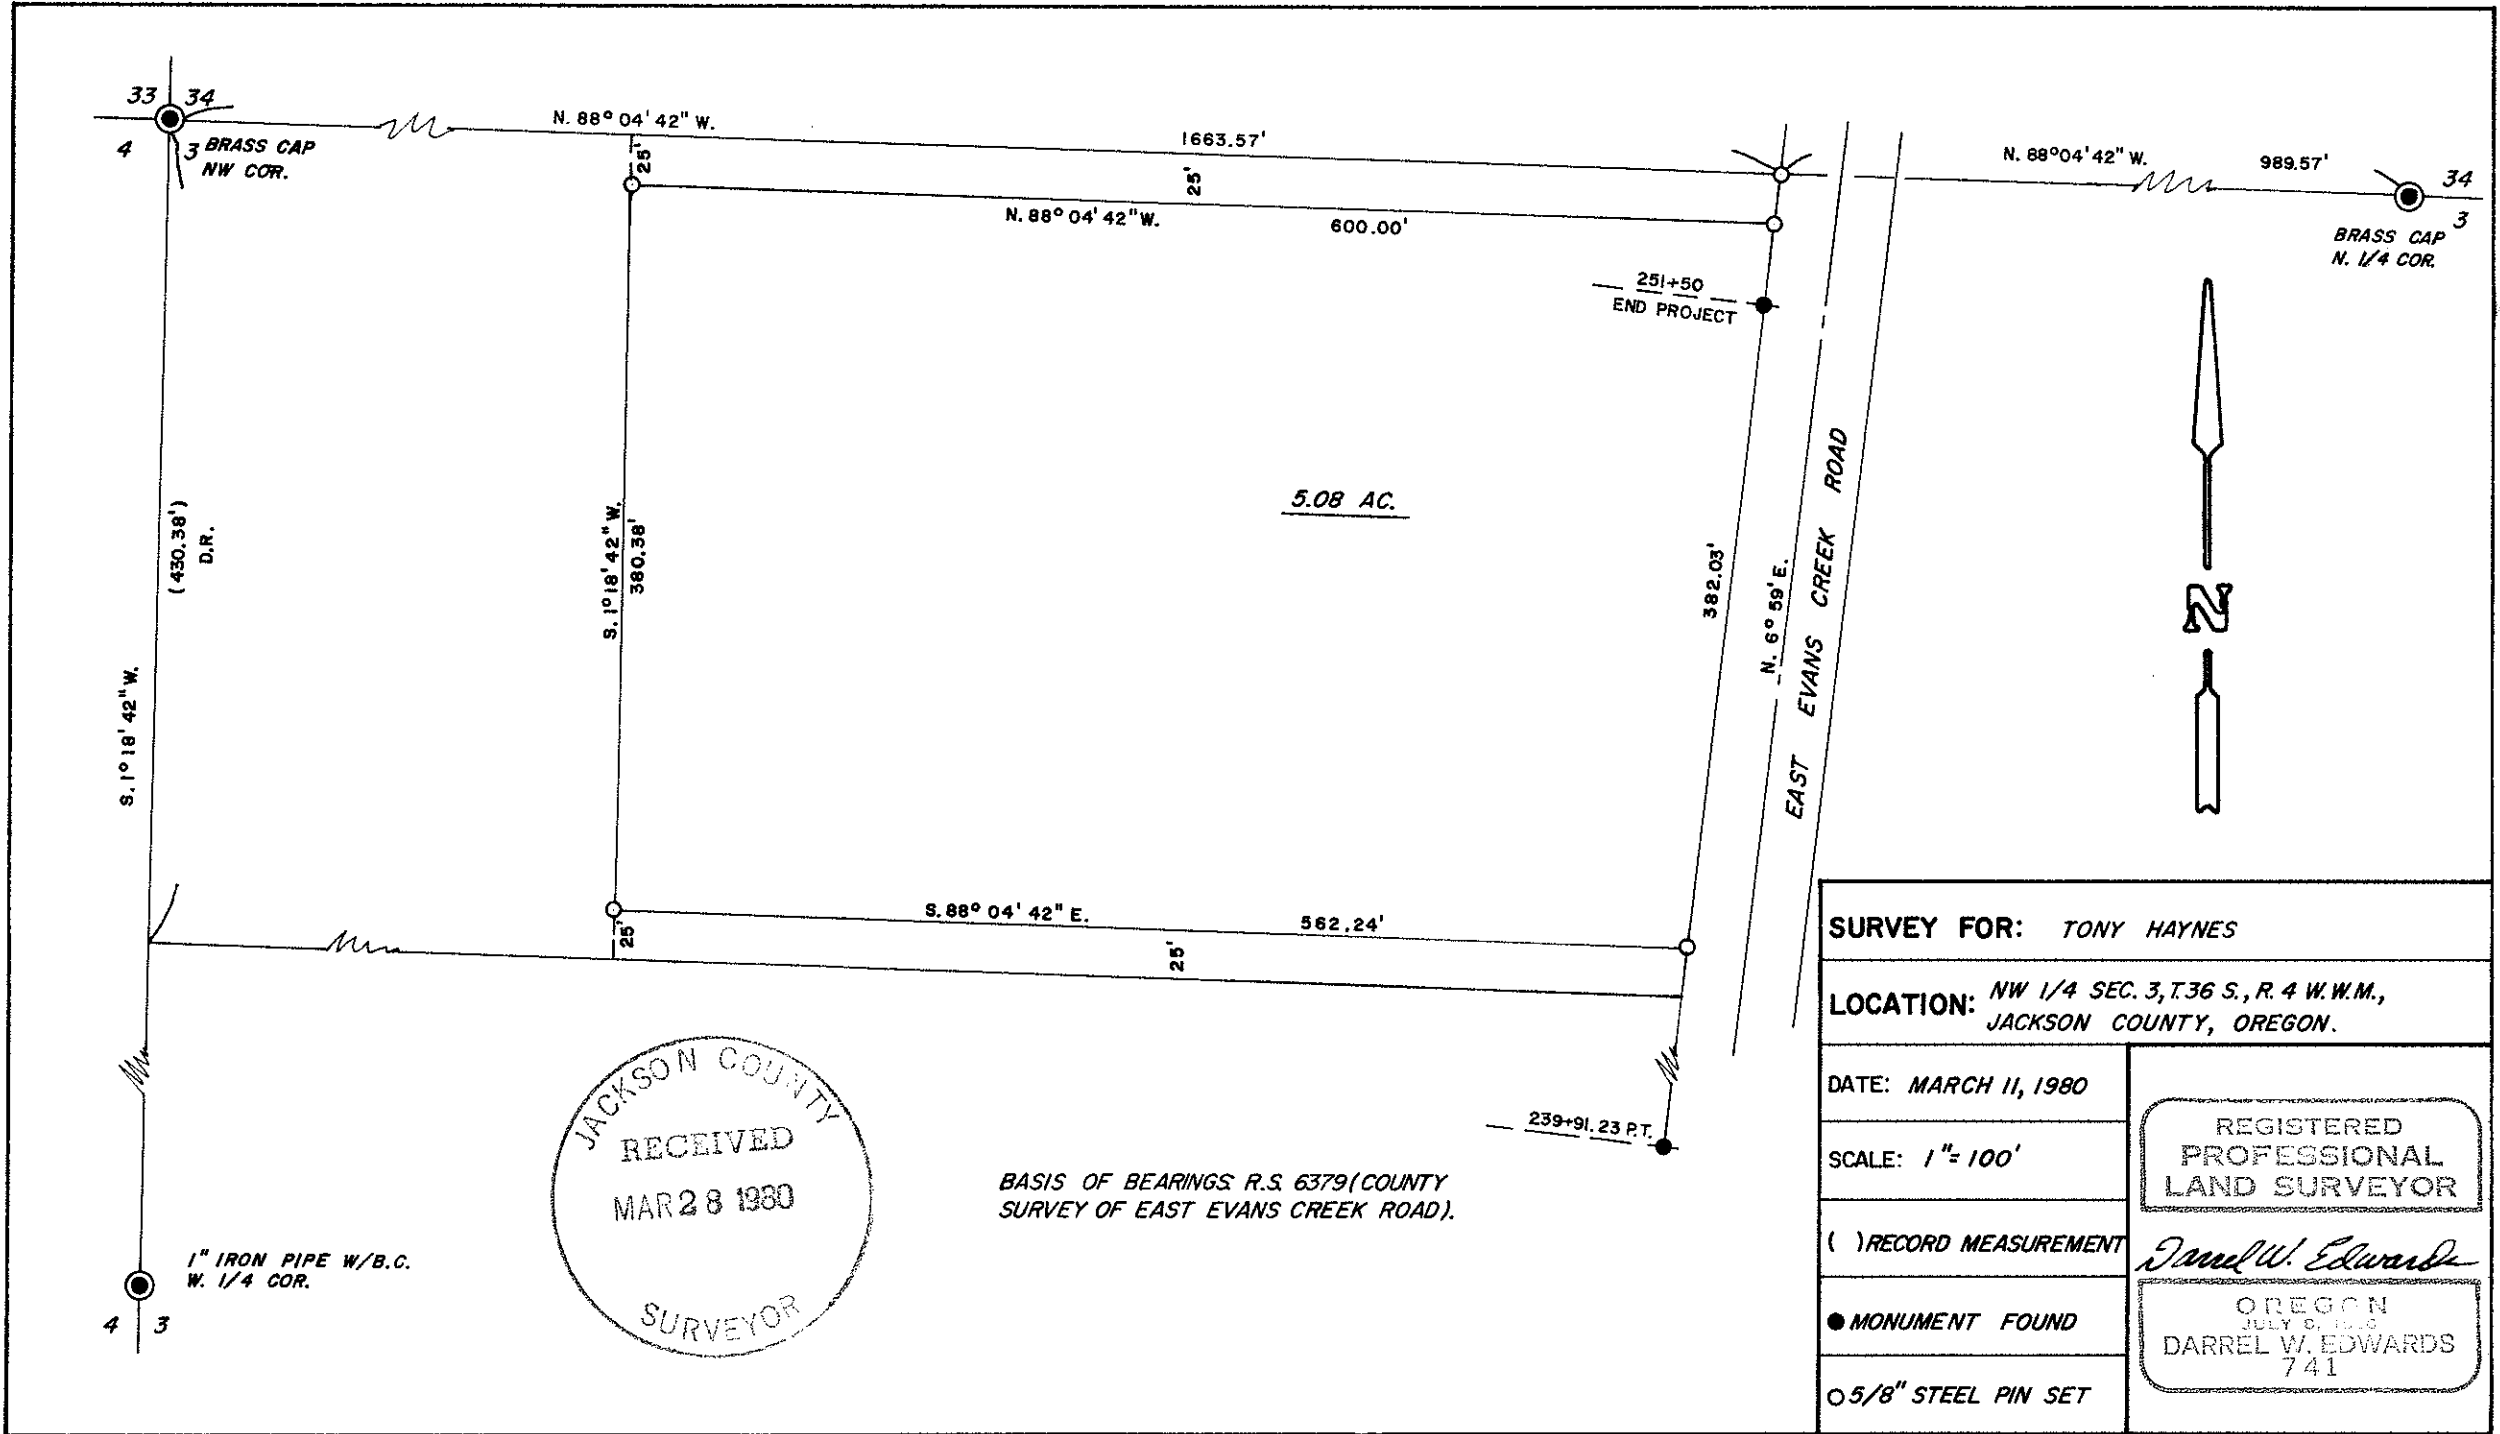 33 34
4 3
BRASS CAP
NW COR.
N. 88° 04' 42" W.
1663.57'
N. 88° 04' 42" W.
989.57'
34
3
BRASS CAP
N. 1/4 COR.
25'
25'
N. 88° 04' 42" W.
600.00'
251+50
END PROJECT
(430.38')
D.R.
S. 1° 18' 42" W.
S. 1° 18' 42" W.
380.38'
5.08 AC.
382.03'
N. 6° 59' E.
EAST EVANS CREEK ROAD
N
S. 88° 04' 42" E.
562.24'
25'
25'
239+91.23 P.T.
1" IRON PIPE W/B.C.
W. 1/4 COR.
4 3
JACKSON COUNTY
RECEIVED
MAR 28 1980
SURVEYOR
BASIS OF BEARINGS R.S. 6379 (COUNTY
SURVEY OF EAST EVANS CREEK ROAD).
SURVEY FOR: TONY HAYNES
LOCATION: NW 1/4 SEC. 3, T. 36 S., R. 4 W. W.M.,
JACKSON COUNTY, OREGON.
DATE: MARCH 11, 1980
SCALE: 1" = 100'
( ) RECORD MEASUREMENT
MONUMENT FOUND
5/8" STEEL PIN SET
REGISTERED
PROFESSIONAL
LAND SURVEYOR
Darrel W. Edwards
OREGON
JULY
DARREL W. EDWARDS
741